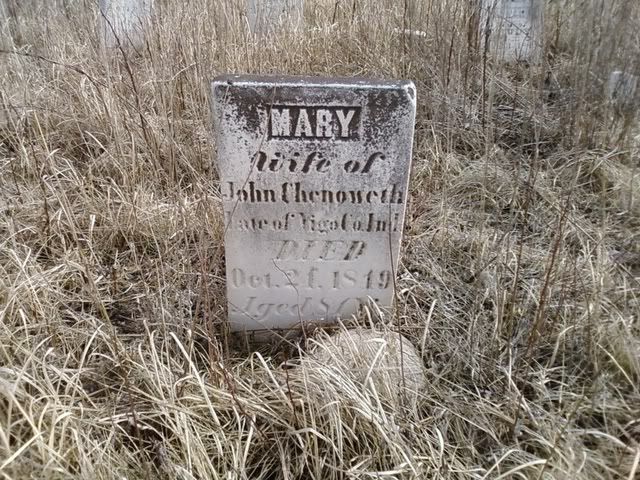 MARY
Wife of
John Chenoweth
Late of Vigo Co. Ind.
DIED
Oct. 1849
Aged